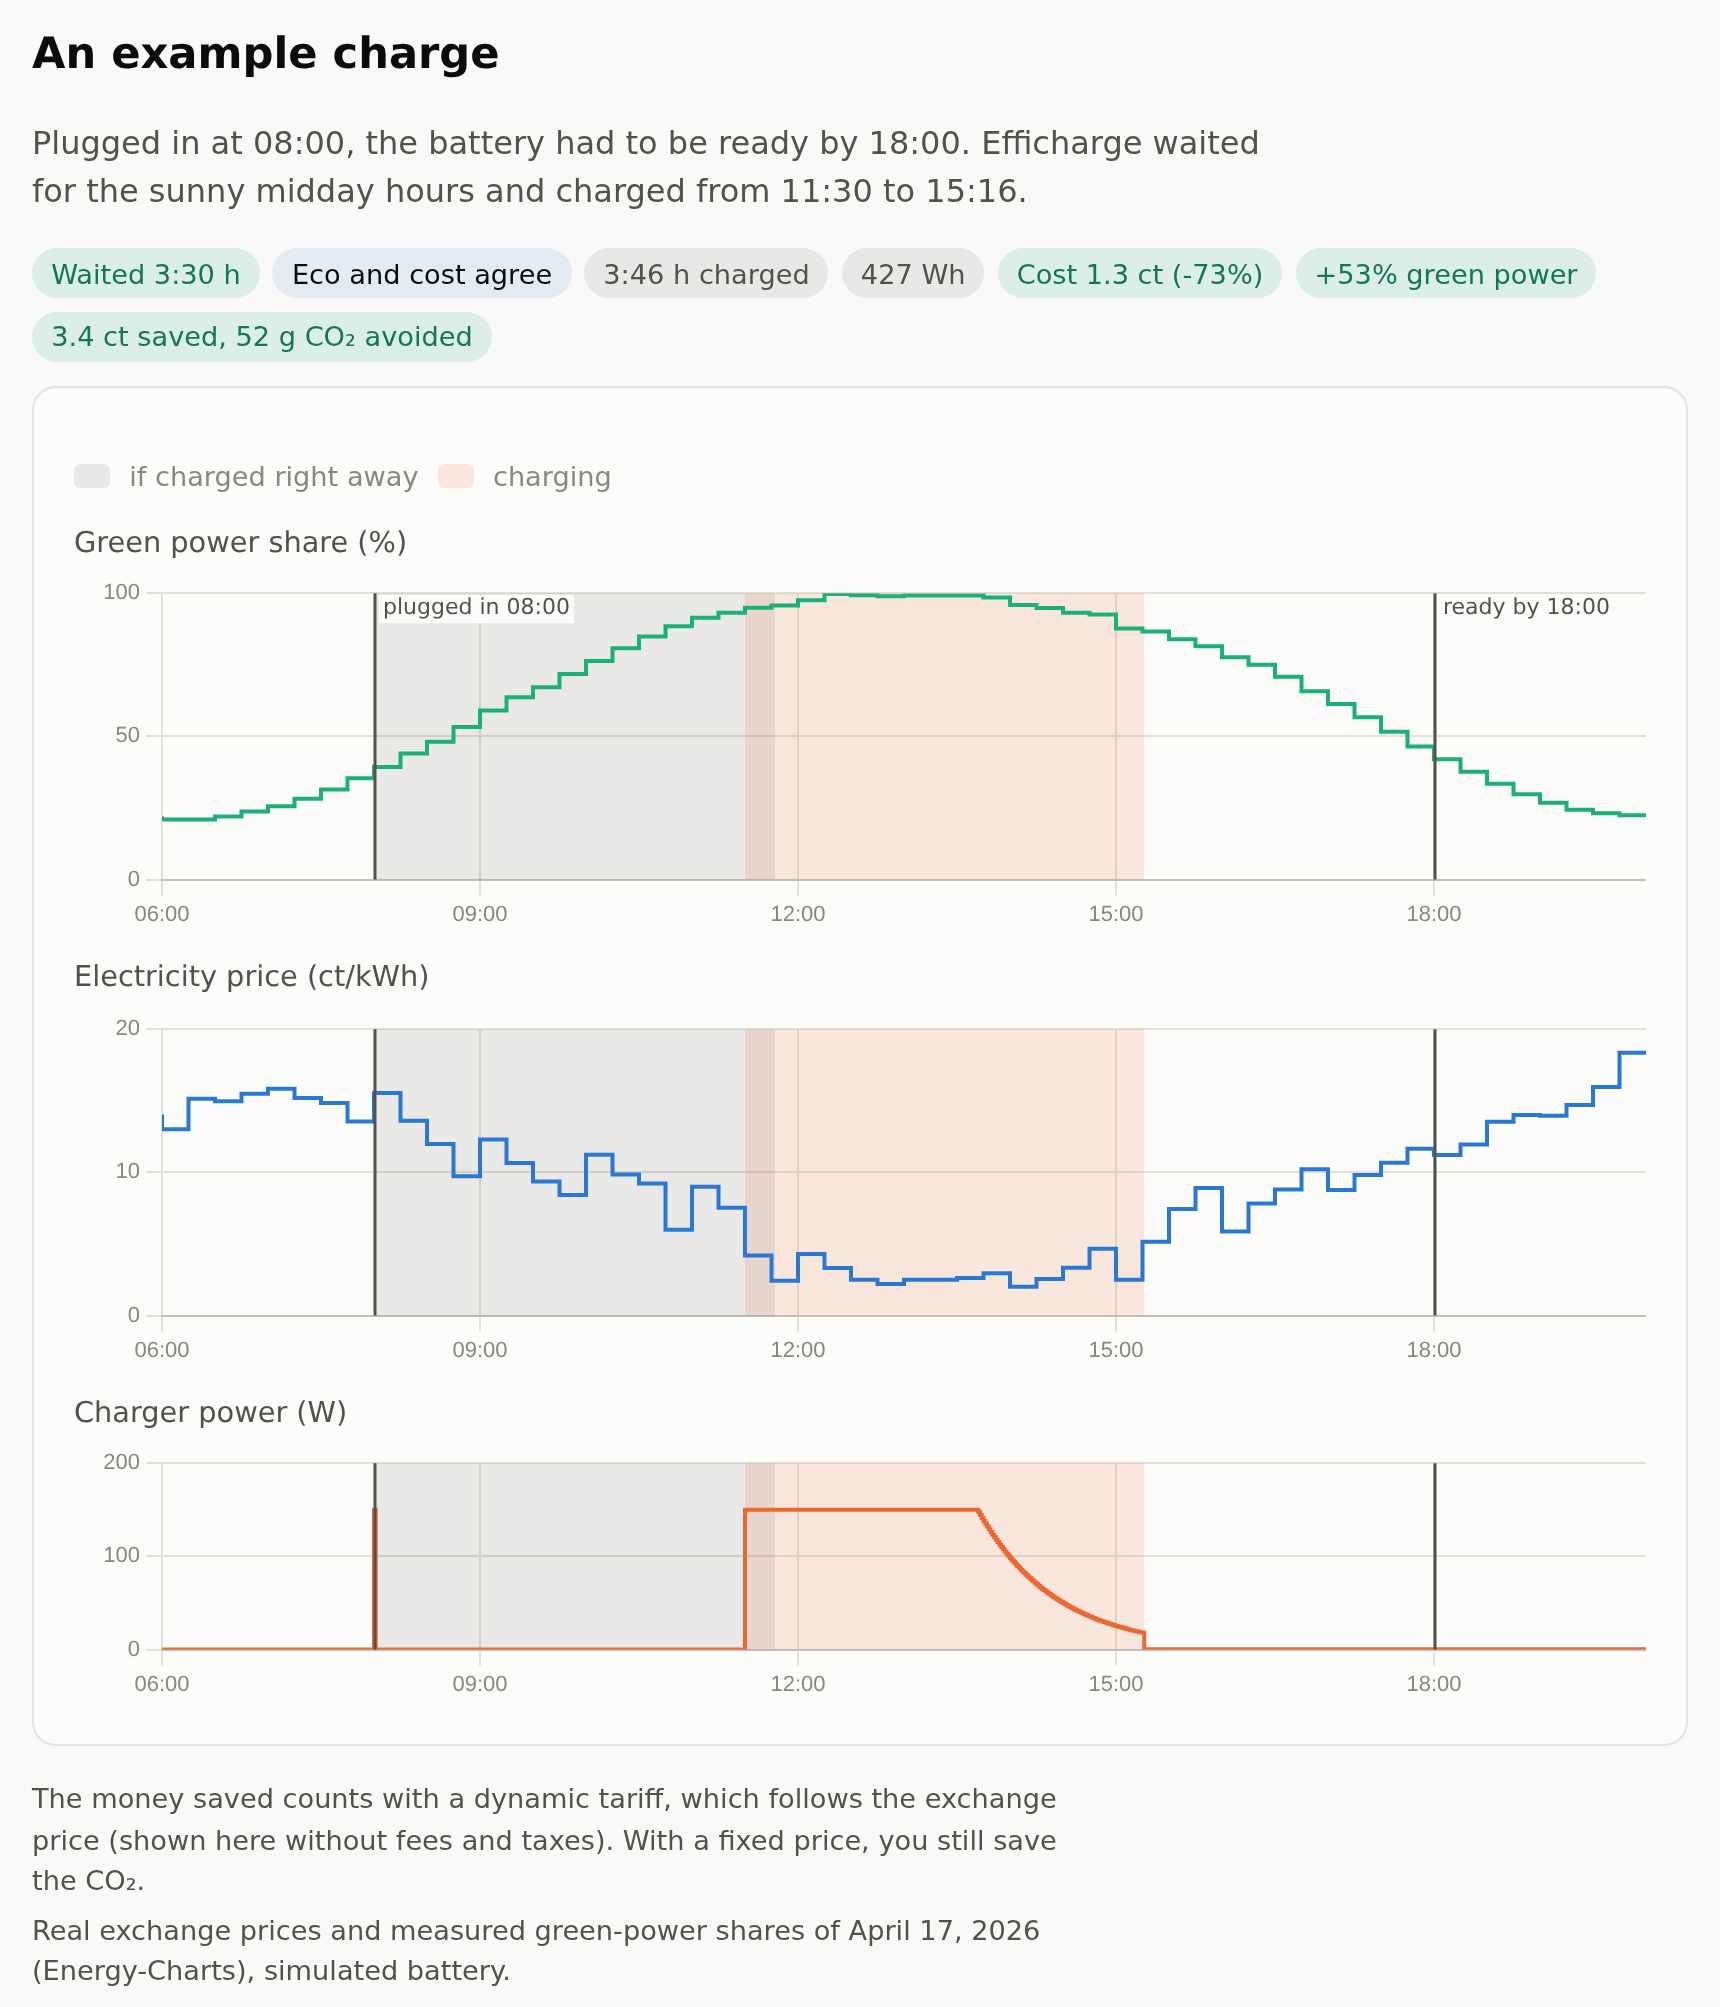 An example charge
Plugged in at 08:00, the battery had to be ready by 18:00. Efficharge waited
for the sunny midday hours and charged from 11:30 to 15:16.
Waited 3:30 h
Eco and cost agree
3:46 h charged
427 Wh
Cost 1.3 ct (-73%)
+53% green power
3.4 ct saved, 52 g CO₂ avoided
if charged right away
charging
Green power share (%)
100
plugged in 08:00
ready by 18:00
50
0
06:00
09:00
12:00
15:00
18:00
Electricity price (ct/kWh)
20
10
0
06:00
09:00
12:00
15:00
18:00
Charger power (W)
200
100
0
06:00
09:00
12:00
15:00
18:00
The money saved counts with a dynamic tariff, which follows the exchange
price (shown here without fees and taxes). With a fixed price, you still save
the CO₂.
Real exchange prices and measured green-power shares of April 17, 2026
(Energy-Charts), simulated battery.